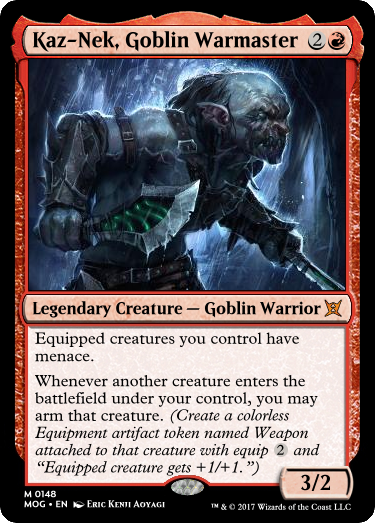 Kaz-Nek, Goblin Warmaster 2
Legendary Creature — Goblin Warrior
Equipped creatures you control have
menace.
Whenever another creature enters the
battlefield under your control, you may
arm that creature. (Create a colorless
Equipment artifact token named Weapon
attached to that creature with equip 2 and
“Equipped creature gets +1/+1.”)
3/2
M 0148
MOG • EN Eric Kenji Aoyagi
™ & © 2017 Wizards of the Coast LLC